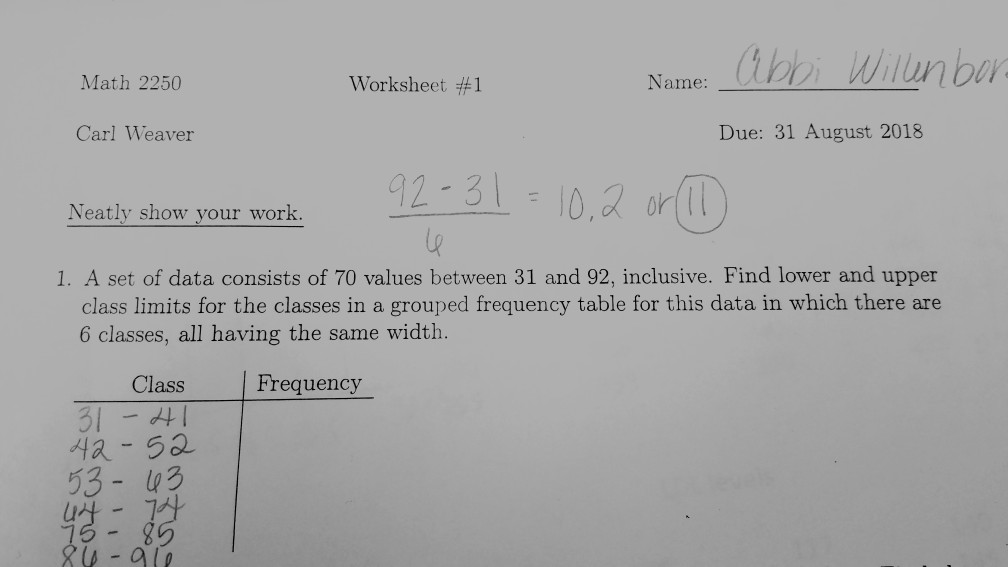 Math 2250 Worksheet #1 Name: Abbi Willenbor
Carl Weaver Due: 31 August 2018
Neatly show your work. 92 - 31 / 6 = 10.2 or 11
1. A set of data consists of 70 values between 31 and 92, inclusive. Find lower and upper
class limits for the classes in a grouped frequency table for this data in which there are
6 classes, all having the same width.
Class Frequency
31 - 41
42 - 52
53 - 63
64 - 74
75 - 85
86 - 96